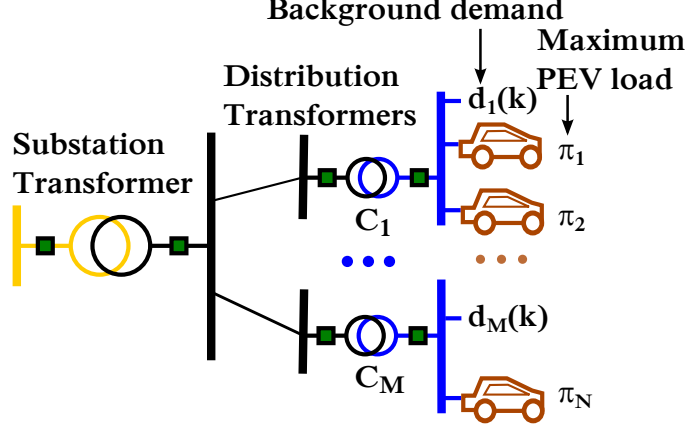 Background demand
Maximum
PEV load
Distribution
Transformers
d₁(k)
Substation
Transformer
π₁
C₁
π₂
d_M(k)
C_M
π_N